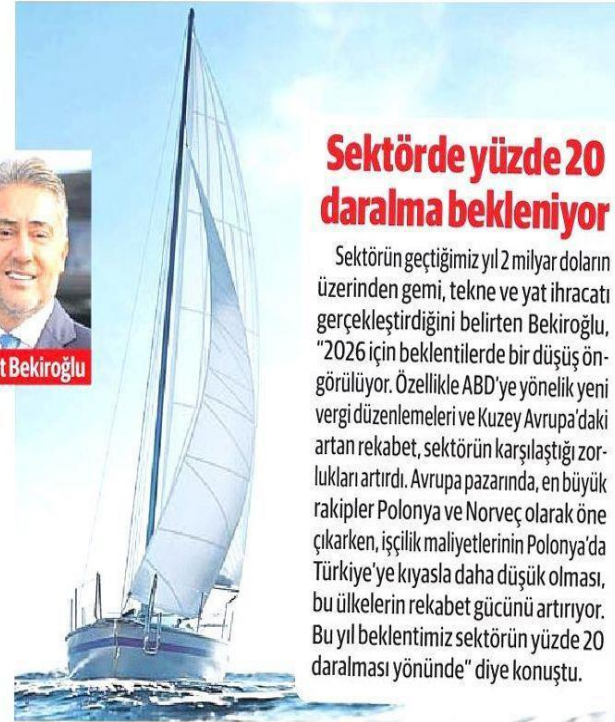 Sektörde yüzde 20
daralma bekleniyor
Sektörün geçtiğimiz yıl 2 milyar doların
üzerinden gemi, tekne ve yat ihracatı
gerçekleştirdiğini belirten Bekiroğlu,
"2026 için beklentilerde bir düşüş ön-
görülüyor. Özellikle ABD'ye yönelik yeni
vergi düzenlemeleri ve Kuzey Avrupa'daki
artan rekabet, sektörün karşılaştığı zor-
lukları artırdı. Avrupa pazarında, en büyük
rakipler Polonya ve Norveç olarak öne
çıkarken, işçilik maliyetlerinin Polonya'da
Türkiye'ye kıyasla daha düşük olması,
bu ülkelerin rekabet gücünü artırıyor.
Bu yıl beklentimiz sektörün yüzde 20
daralması yönünde" diye konuştu.
Bekiroğlu